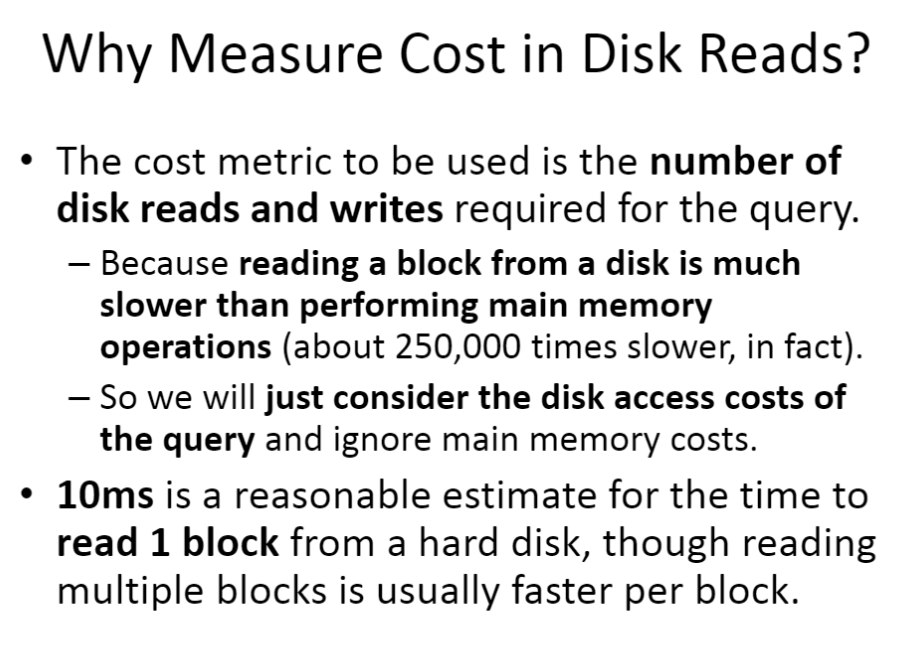 Why Measure Cost in Disk Reads?
• The cost metric to be used is the number of
disk reads and writes required for the query.
– Because reading a block from a disk is much
slower than performing main memory
operations (about 250,000 times slower, in fact).
– So we will just consider the disk access costs of
the query and ignore main memory costs.
• 10ms is a reasonable estimate for the time to
read 1 block from a hard disk, though reading
multiple blocks is usually faster per block.